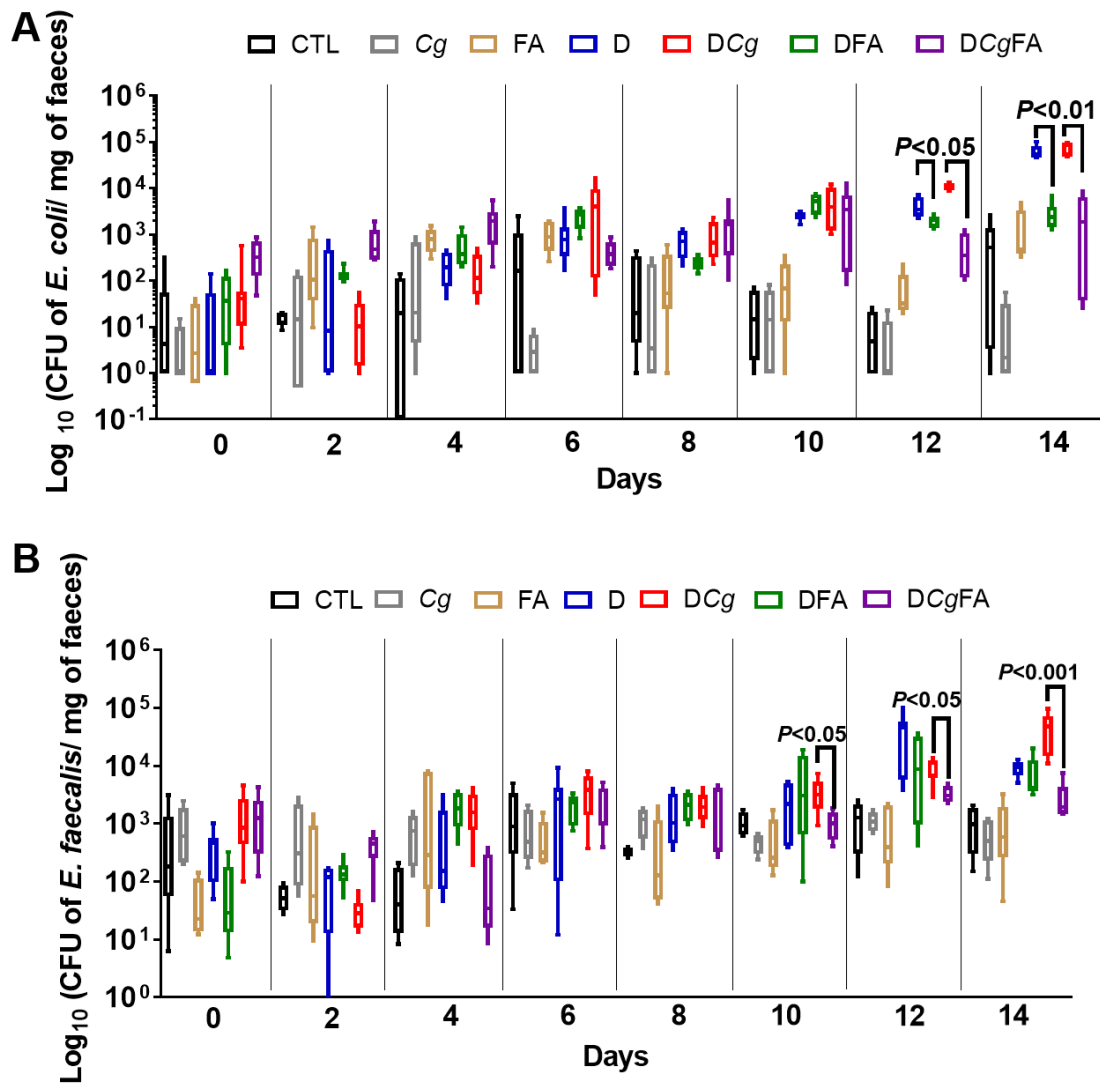 A
CTL Cg FA D DCg DFA DCgFA
Log 10 (CFU of E. coli/ mg of faeces)
10^6
10^5
10^4
10^3
10^2
10^1
10^0
10^-1
P<0.05
P<0.01
0 2 4 6 8 10 12 14
Days
B
CTL Cg FA D DCg DFA DCgFA
Log10 (CFU of E. faecalis/ mg of faeces)
10^6
10^5
10^4
10^3
10^2
10^1
10^0
P<0.05
P<0.05
P<0.001
0 2 4 6 8 10 12 14
Days